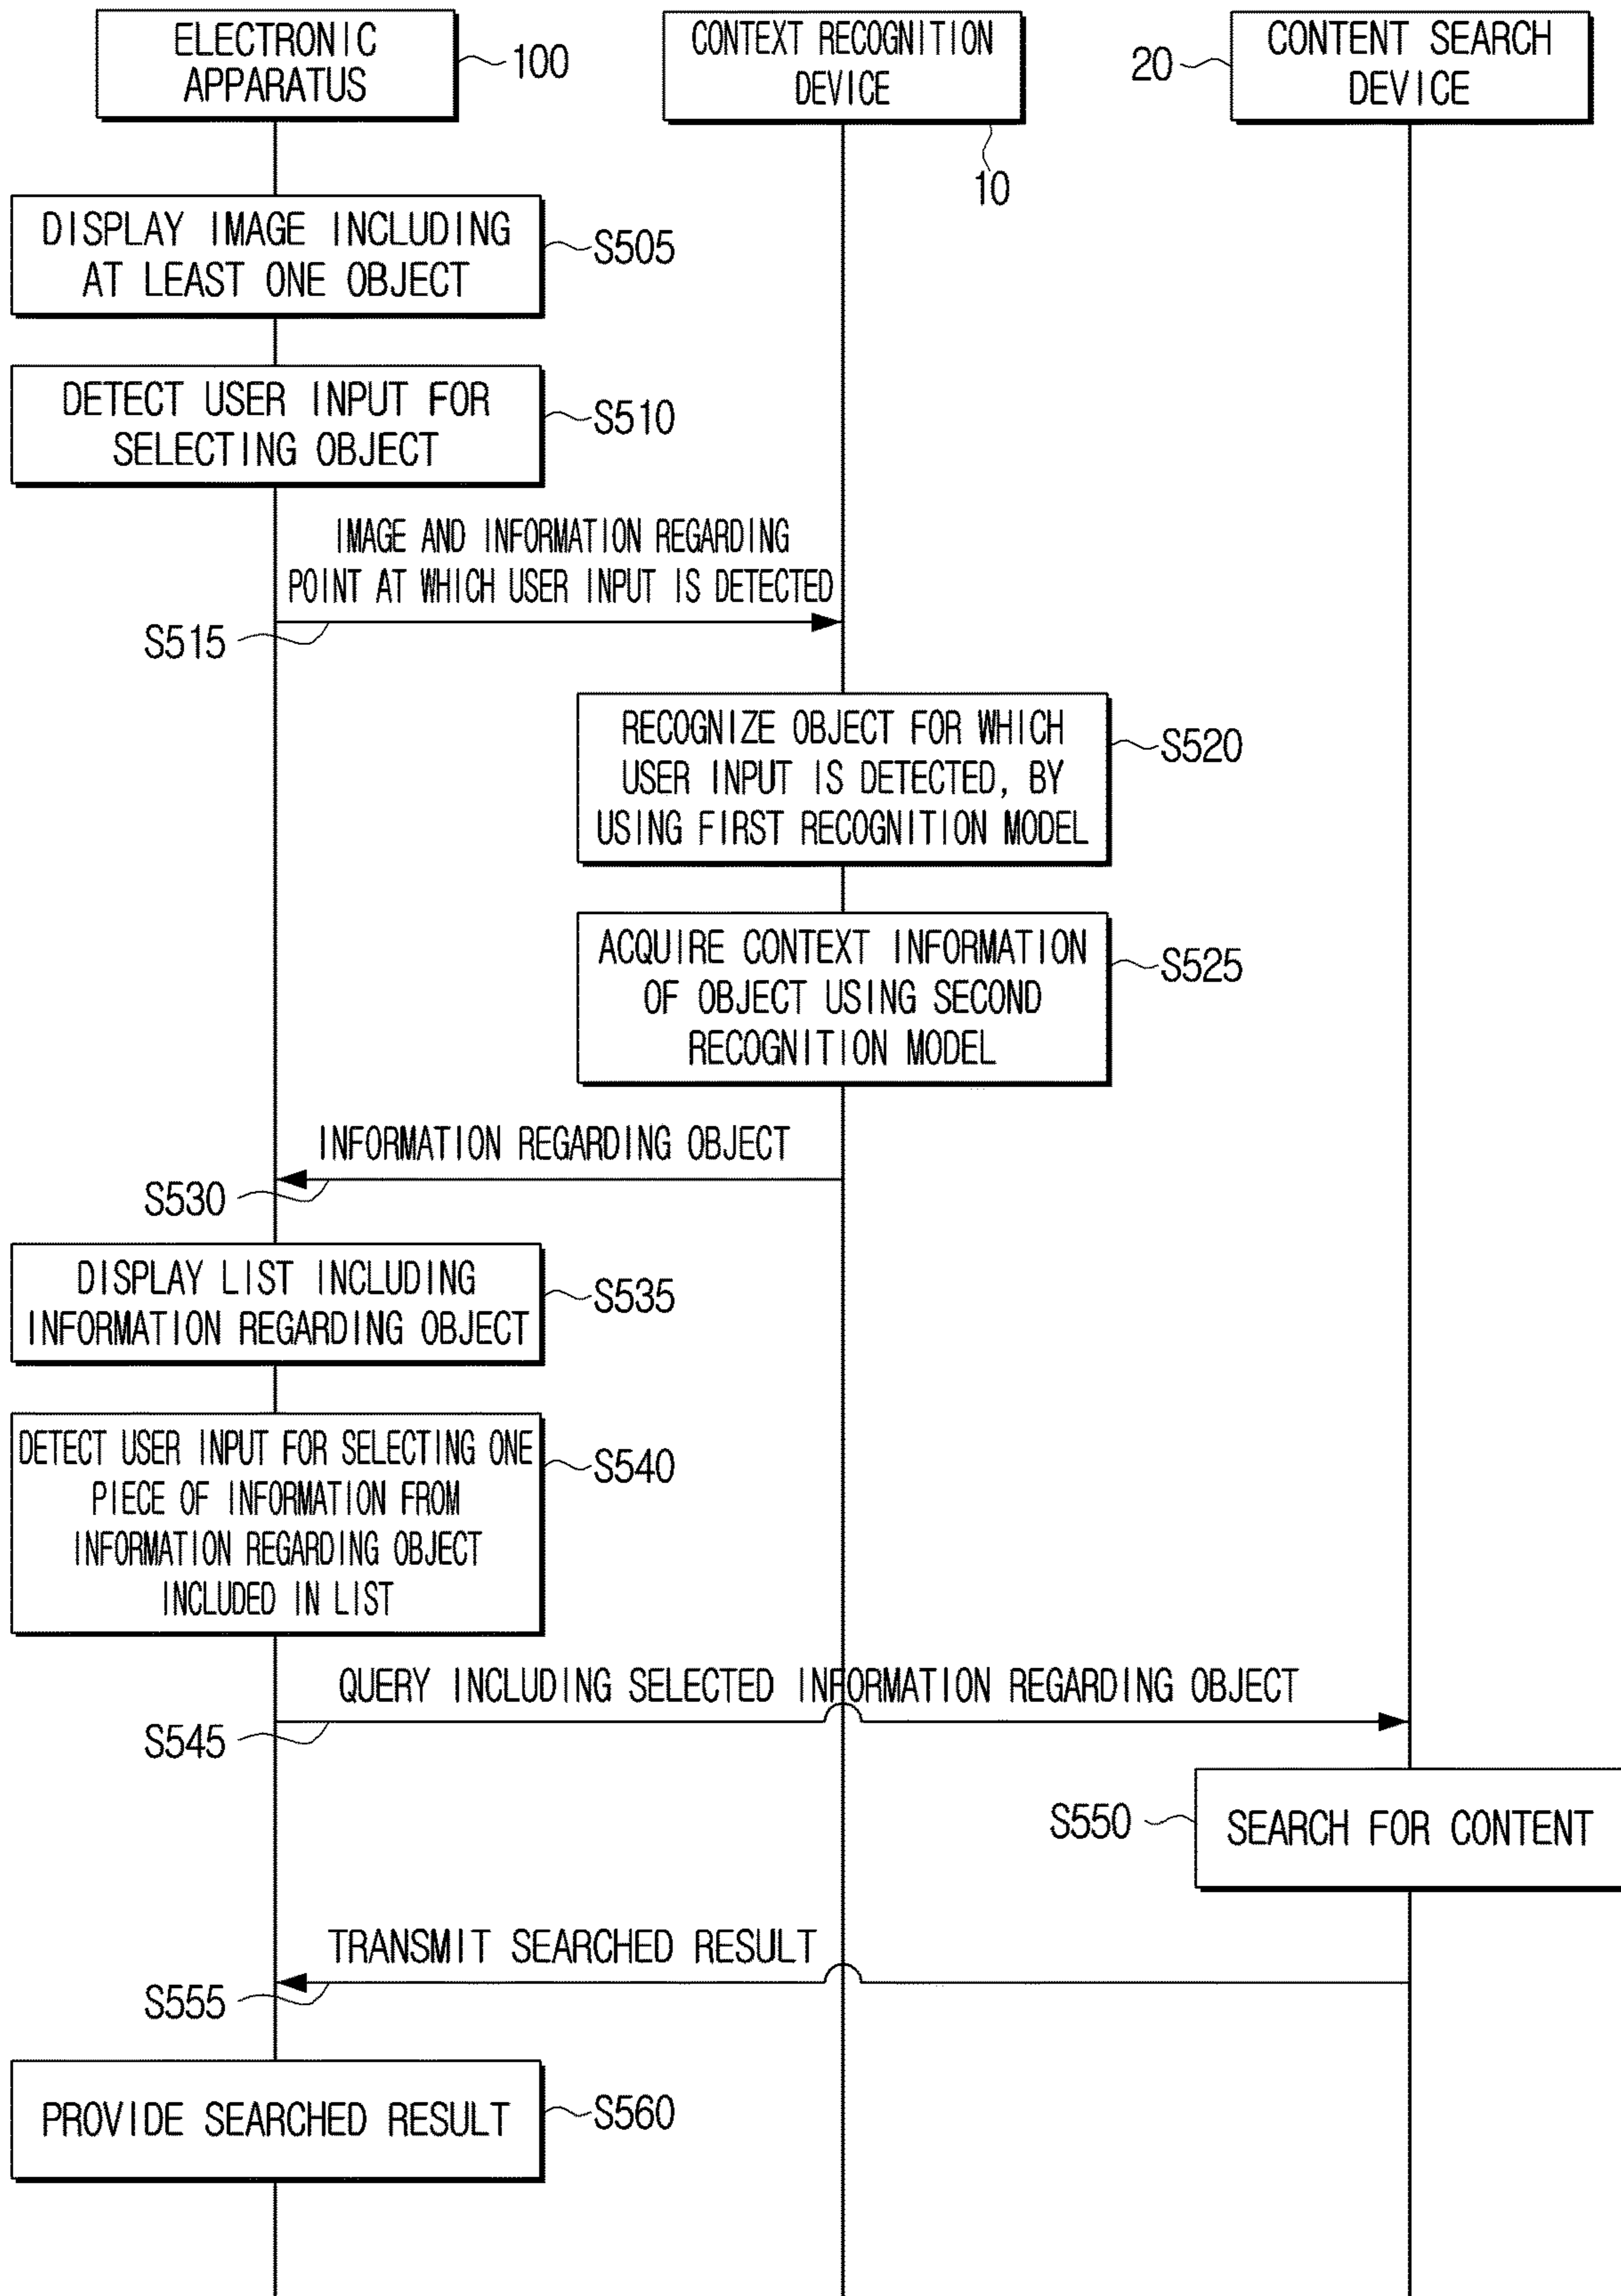 ELECTRONIC
APPARATUS
100
CONTEXT RECOGNITION
DEVICE
10
20
CONTENT SEARCH
DEVICE
DISPLAY IMAGE INCLUDING
AT LEAST ONE OBJECT
S505
DETECT USER INPUT FOR
SELECTING OBJECT
S510
IMAGE AND INFORMATION REGARDING
POINT AT WHICH USER INPUT IS DETECTED
S515
RECOGNIZE OBJECT FOR WHICH
USER INPUT IS DETECTED, BY
USING FIRST RECOGNITION MODEL
S520
ACQUIRE CONTEXT INFORMATION
OF OBJECT USING SECOND
RECOGNITION MODEL
S525
INFORMATION REGARDING OBJECT
S530
DISPLAY LIST INCLUDING
INFORMATION REGARDING OBJECT
S535
DETECT USER INPUT FOR SELECTING ONE
PIECE OF INFORMATION FROM
INFORMATION REGARDING OBJECT
INCLUDED IN LIST
S540
QUERY INCLUDING SELECTED INFORMATION REGARDING OBJECT
S545
S550
SEARCH FOR CONTENT
TRANSMIT SEARCHED RESULT
S555
PROVIDE SEARCHED RESULT
S560